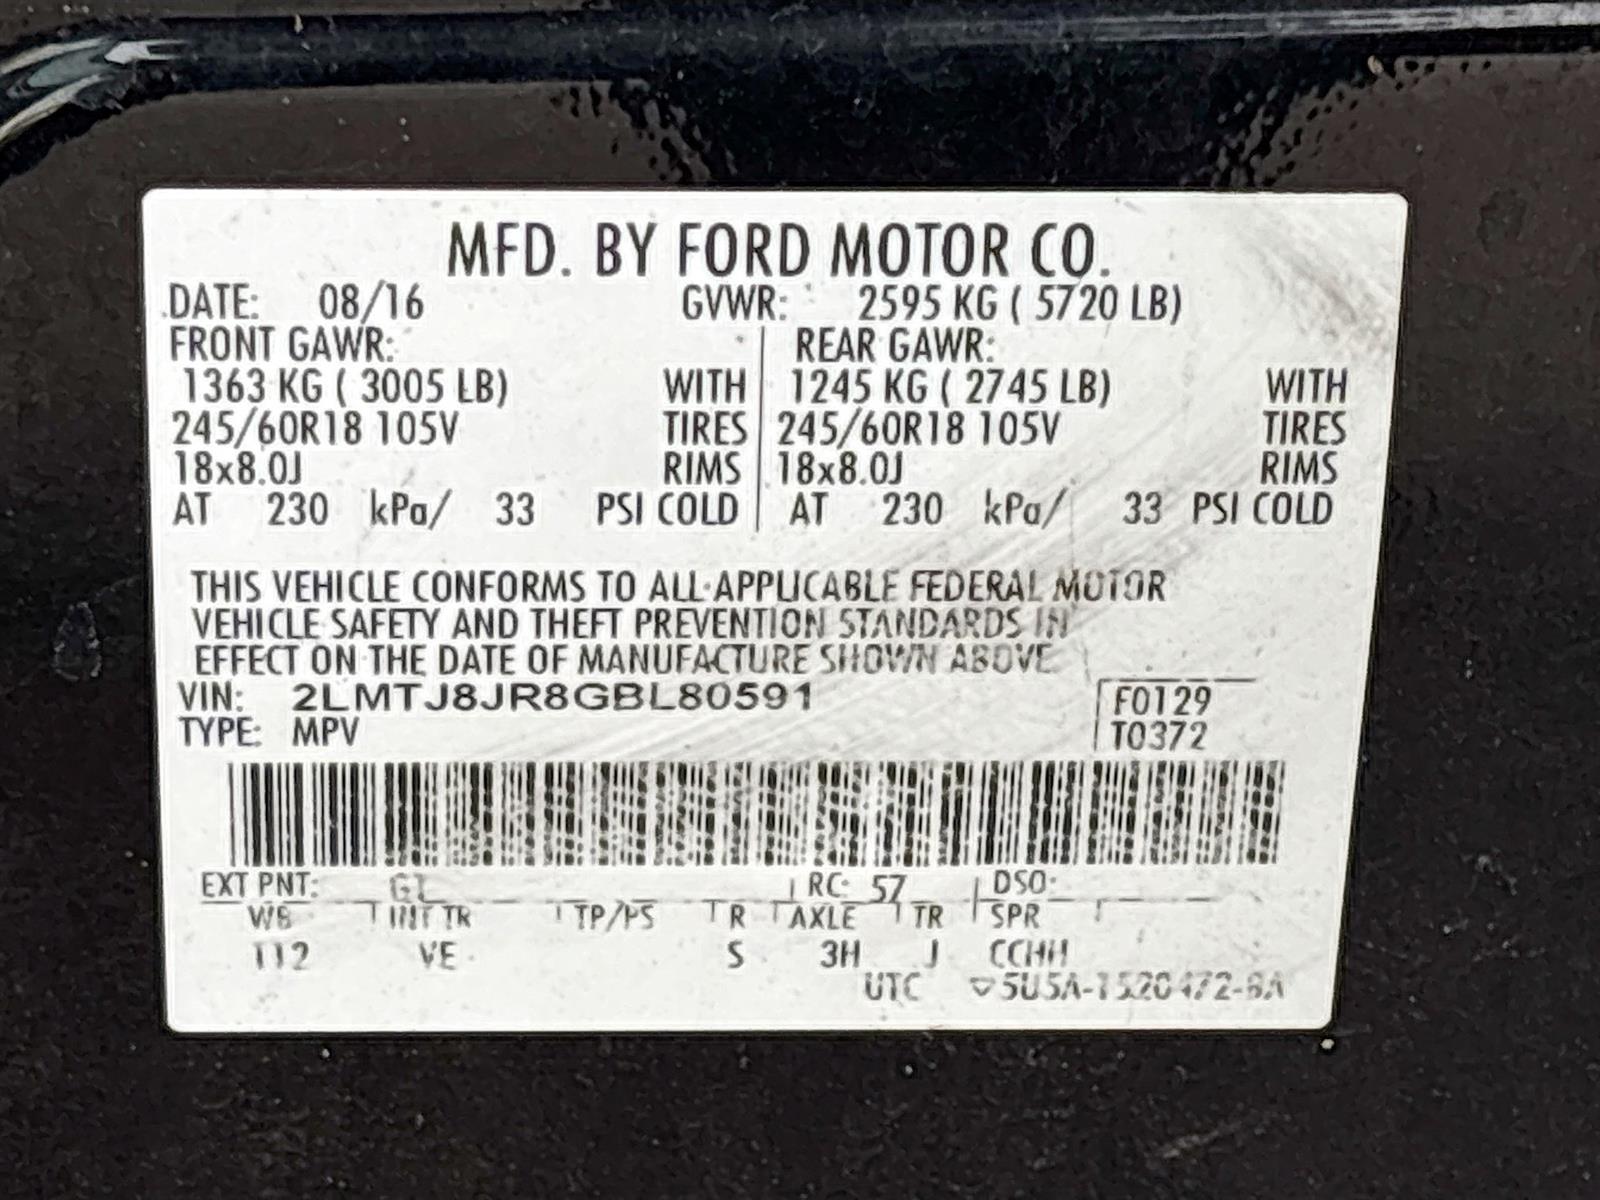 MFD. BY FORD MOTOR CO.
DATE: 08/16 GVWR: 2595 KG ( 5720 LB)
FRONT GAWR: REAR GAWR:
1363 KG ( 3005 LB) WITH 1245 KG ( 2745 LB) WITH
245/60R18 105V TIRES 245/60R18 105V TIRES
18x8.0J RIMS 18x8.0J RIMS
AT 230 kPa/ 33 PSI COLD AT 230 kPa/ 33 PSI COLD
THIS VEHICLE CONFORMS TO ALL APPLICABLE FEDERAL MOTOR
VEHICLE SAFETY AND THEFT PREVENTION STANDARDS IN
EFFECT ON THE DATE OF MANUFACTURE SHOWN ABOVE
VIN: 2LMTJ8JR8GBL80591 F0129
TYPE: MPV T0372
EXT PNT: RC: 57 DSO:
WB INT TR TP/PS R AXLE TR SPR
112 VE S 3H J CCHH
UTC